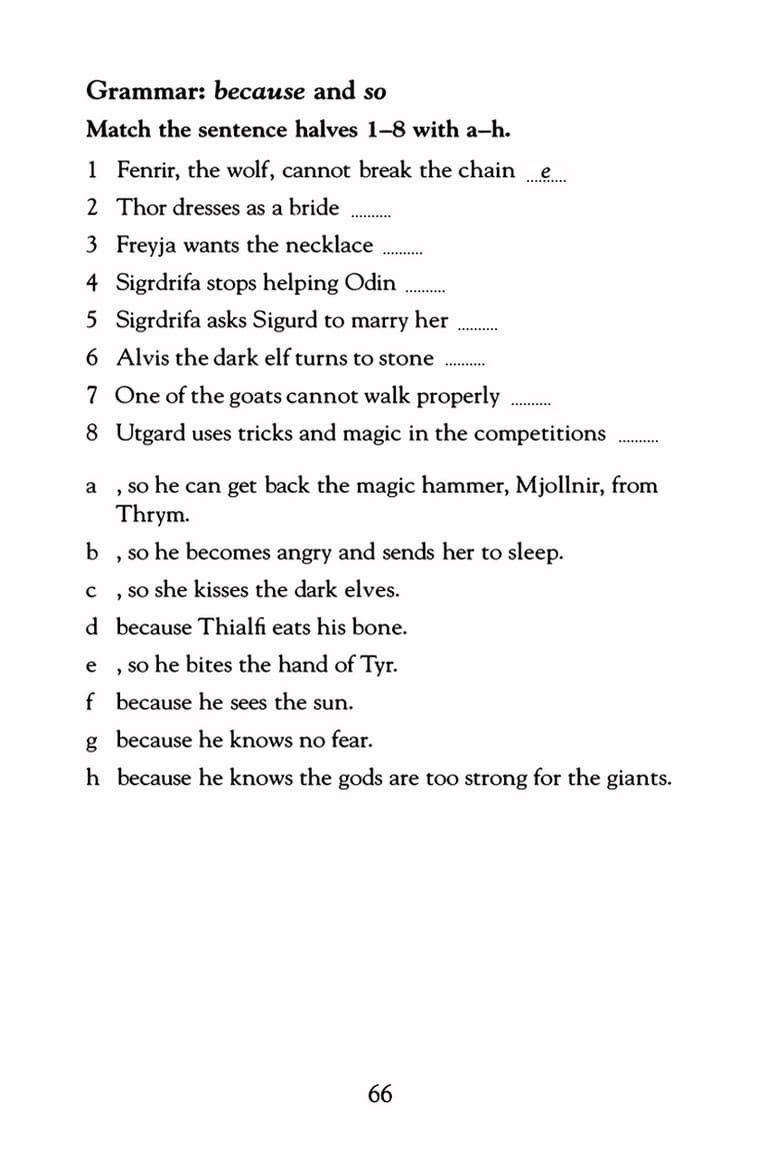 Grammar: because and so
Match the sentence halves 1–8 with a–h.
1 Fenrir, the wolf, cannot break the chain ...e....
2 Thor dresses as a bride ..........
3 Freyja wants the necklace ..........
4 Sigrdrifa stops helping Odin ..........
5 Sigrdrifa asks Sigurd to marry her ..........
6 Alvis the dark elf turns to stone ..........
7 One of the goats cannot walk properly ..........
8 Utgard uses tricks and magic in the competitions ..........
a , so he can get back the magic hammer, Mjollnir, from
Thrym.
b , so he becomes angry and sends her to sleep.
c , so she kisses the dark elves.
d because Thialfi eats his bone.
e , so he bites the hand of Tyr.
f because he sees the sun.
g because he knows no fear.
h because he knows the gods are too strong for the giants.
66